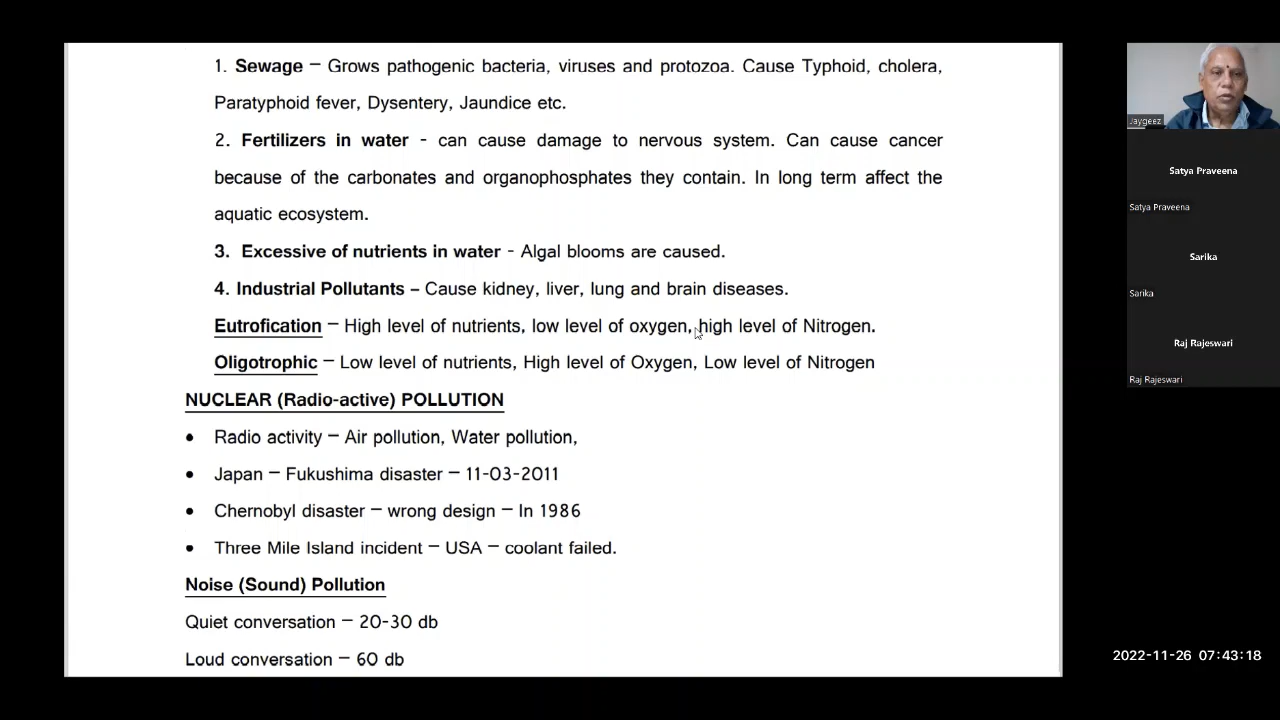 1. Sewage – Grows pathogenic bacteria, viruses and protozoa. Cause Typhoid, cholera,
Paratyphoid fever, Dysentery, Jaundice etc.
2. Fertilizers in water - can cause damage to nervous system. Can cause cancer
because of the carbonates and organophosphates they contain. In long term affect the
aquatic ecosystem.
3. Excessive of nutrients in water - Algal blooms are caused.
4. Industrial Pollutants – Cause kidney, liver, lung and brain diseases.
Eutrofication – High level of nutrients, low level of oxygen, high level of Nitrogen.
Oligotrophic – Low level of nutrients, High level of Oxygen, Low level of Nitrogen
NUCLEAR (Radio-active) POLLUTION
• Radio activity – Air pollution, Water pollution,
• Japan – Fukushima disaster – 11-03-2011
• Chernobyl disaster – wrong design – In 1986
• Three Mile Island incident – USA – coolant failed.
Noise (Sound) Pollution
Quiet conversation – 20-30 db
Loud conversation – 60 db
Jaygeez
Satya Praveena
Satya Praveena
Sarika
Sarika
Raj Rajeswari
Raj Rajeswari
2022-11-26 07:43:18